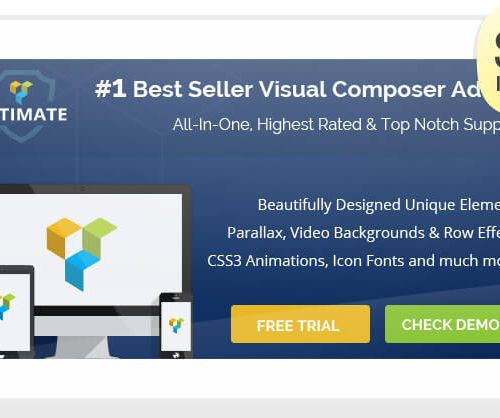 #1 Best Seller Visual Composer Ad
TIMATE
All-In-One, Highest Rated & Top Notch Supp
Beautifully Designed Unique Eleme
Parallax, Video Backgrounds & Row Effe
CSS3 Animations, Icon Fonts and much mo
FREE TRIAL
CHECK DEMO